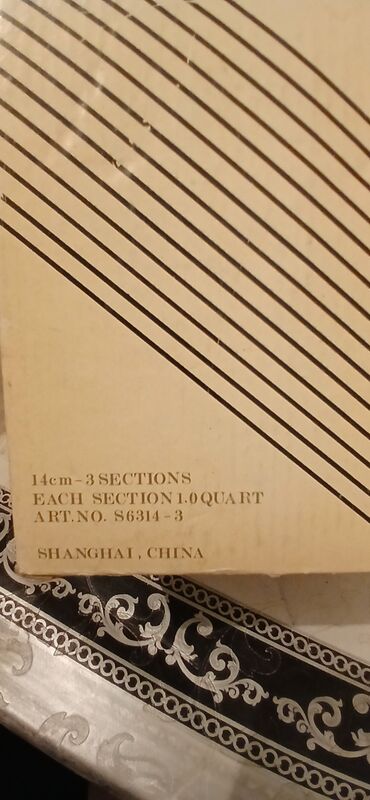 14cm-3 SECTIONS
EACH SECTION 1.0 QUART
ART.NO. S6314-3
SHANGHAI, CHINA